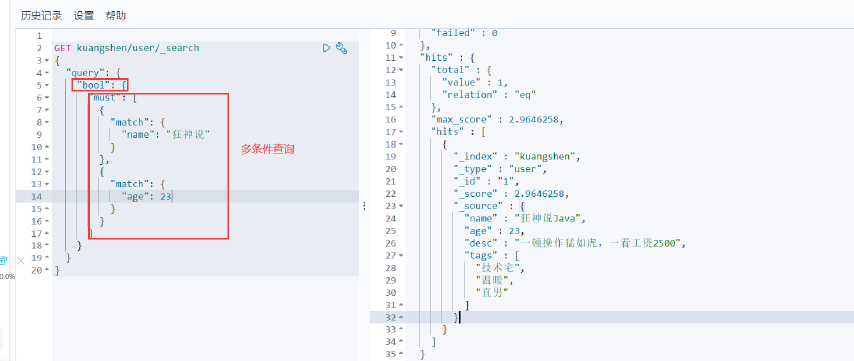 历史记录 设置 帮助
1
2 GET kuangshen/user/_search
3 {
4 "query": {
5 "bool": {
6 "must": [
7 {
8 "match": {
9 "name": "狂神说"
10 }
11 },
12 {
13 "match": {
14 "age": 23
15 }
16 }
17 ]
18 }
19 }
20 }
多条件查询
0.0%
9 "failed" : 0
10 },
11 "hits" : {
12 "total" : {
13 "value" : 1,
14 "relation" : "eq"
15 },
16 "max_score" : 2.9646258,
17 "hits" : [
18 {
19 "_index" : "kuangshen",
20 "_type" : "user",
21 "_id" : "1",
22 "_score" : 2.9646258,
23 "_source" : {
24 "name" : "狂神说Java",
25 "age" : 23,
26 "desc" : "一顿操作猛如虎，一看工资2500",
27 "tags" : [
28 "技术宅",
29 "温暖",
30 "直男"
31 ]
32 }
33 }
34 ]
35 }